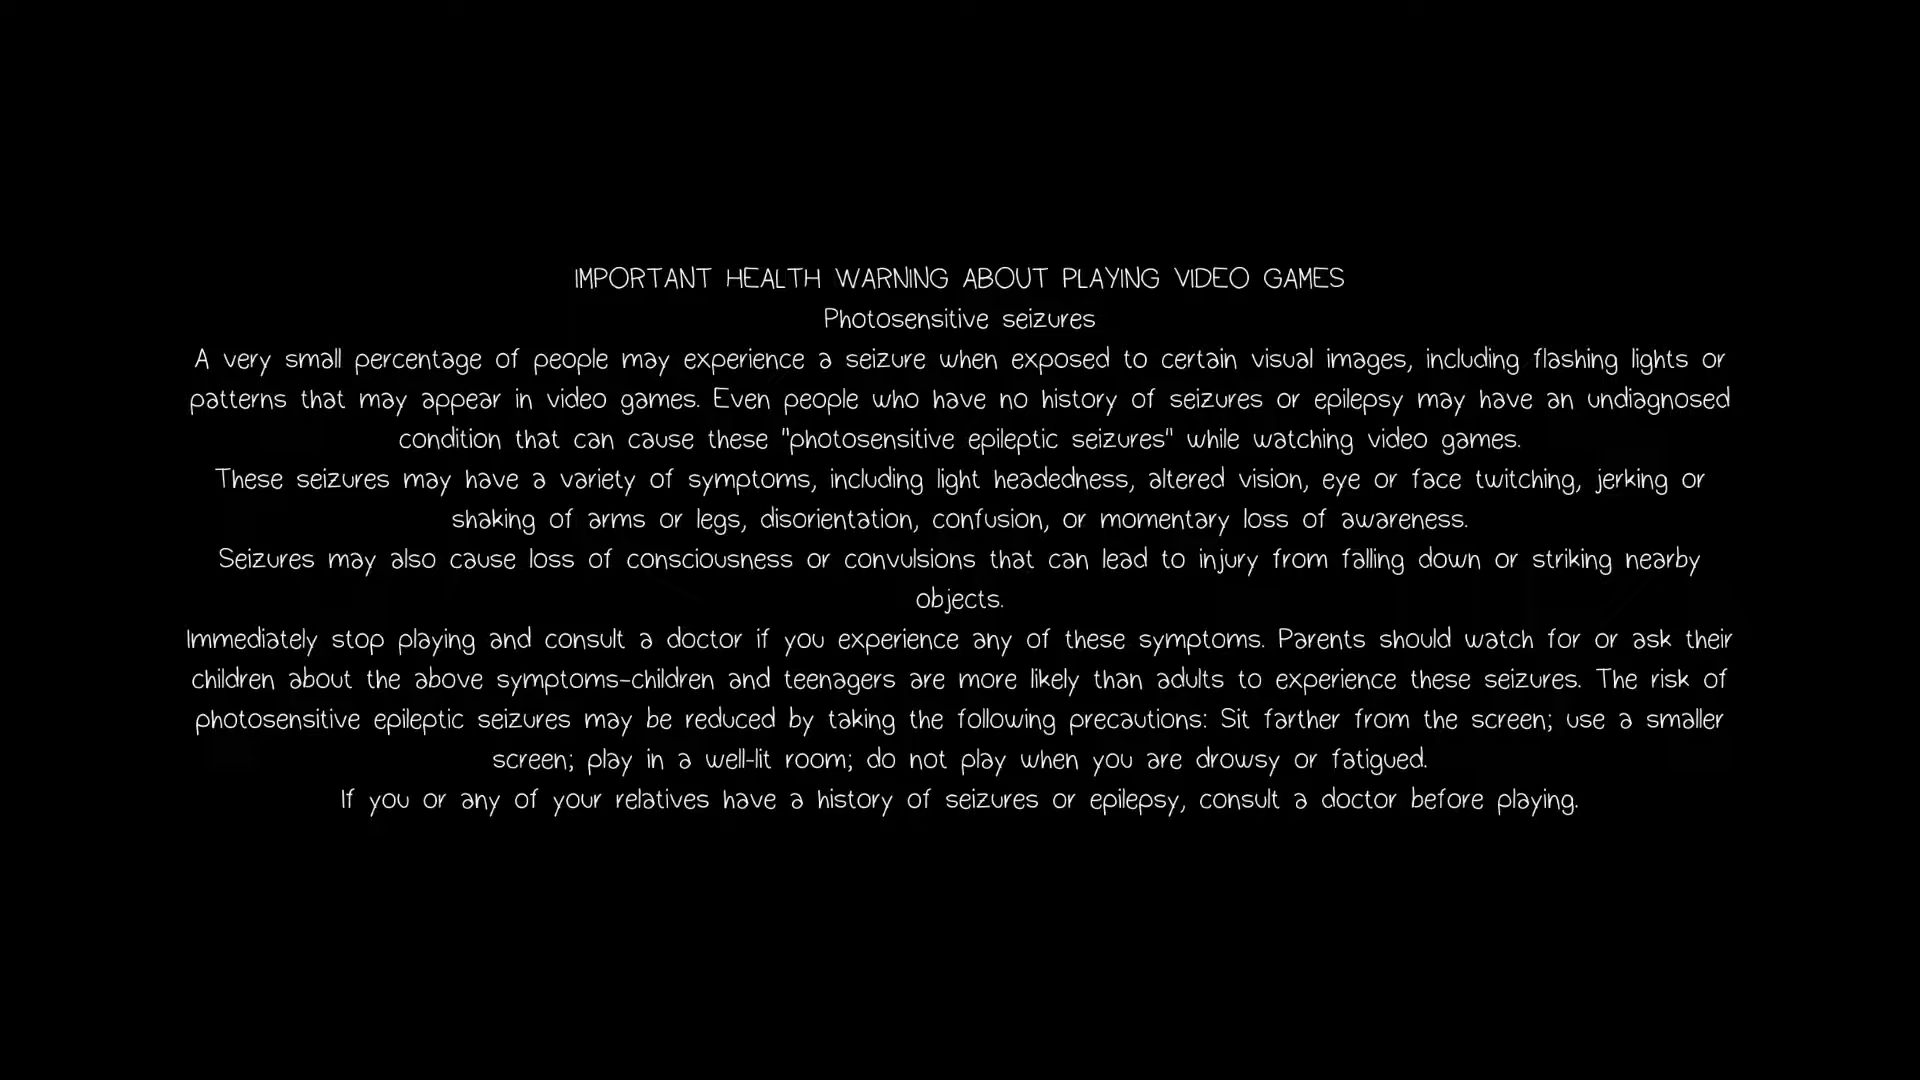 IMPORTANT HEALTH WARNING ABOUT PLAYING VIDEO GAMES
Photosensitive seizures
A very small percentage of people may experience a seizure when exposed to certain visual images, including flashing lights or
patterns that may appear in video games. Even people who have no history of seizures or epilepsy may have an undiagnosed
condition that can cause these "photosensitive epileptic seizures" while watching video games.
These seizures may have a variety of symptoms, including light headedness, altered vision, eye or face twitching, jerking or
shaking of arms or legs, disorientation, confusion, or momentary loss of awareness.
Seizures may also cause loss of consciousness or convulsions that can lead to injury from falling down or striking nearby
objects.
Immediately stop playing and consult a doctor if you experience any of these symptoms. Parents should watch for or ask their
children about the above symptoms-children and teenagers are more likely than adults to experience these seizures. The risk of
photosensitive epileptic seizures may be reduced by taking the following precautions: Sit farther from the screen; use a smaller
screen; play in a well-lit room; do not play when you are drowsy or fatigued.
If you or any of your relatives have a history of seizures or epilepsy, consult a doctor before playing.